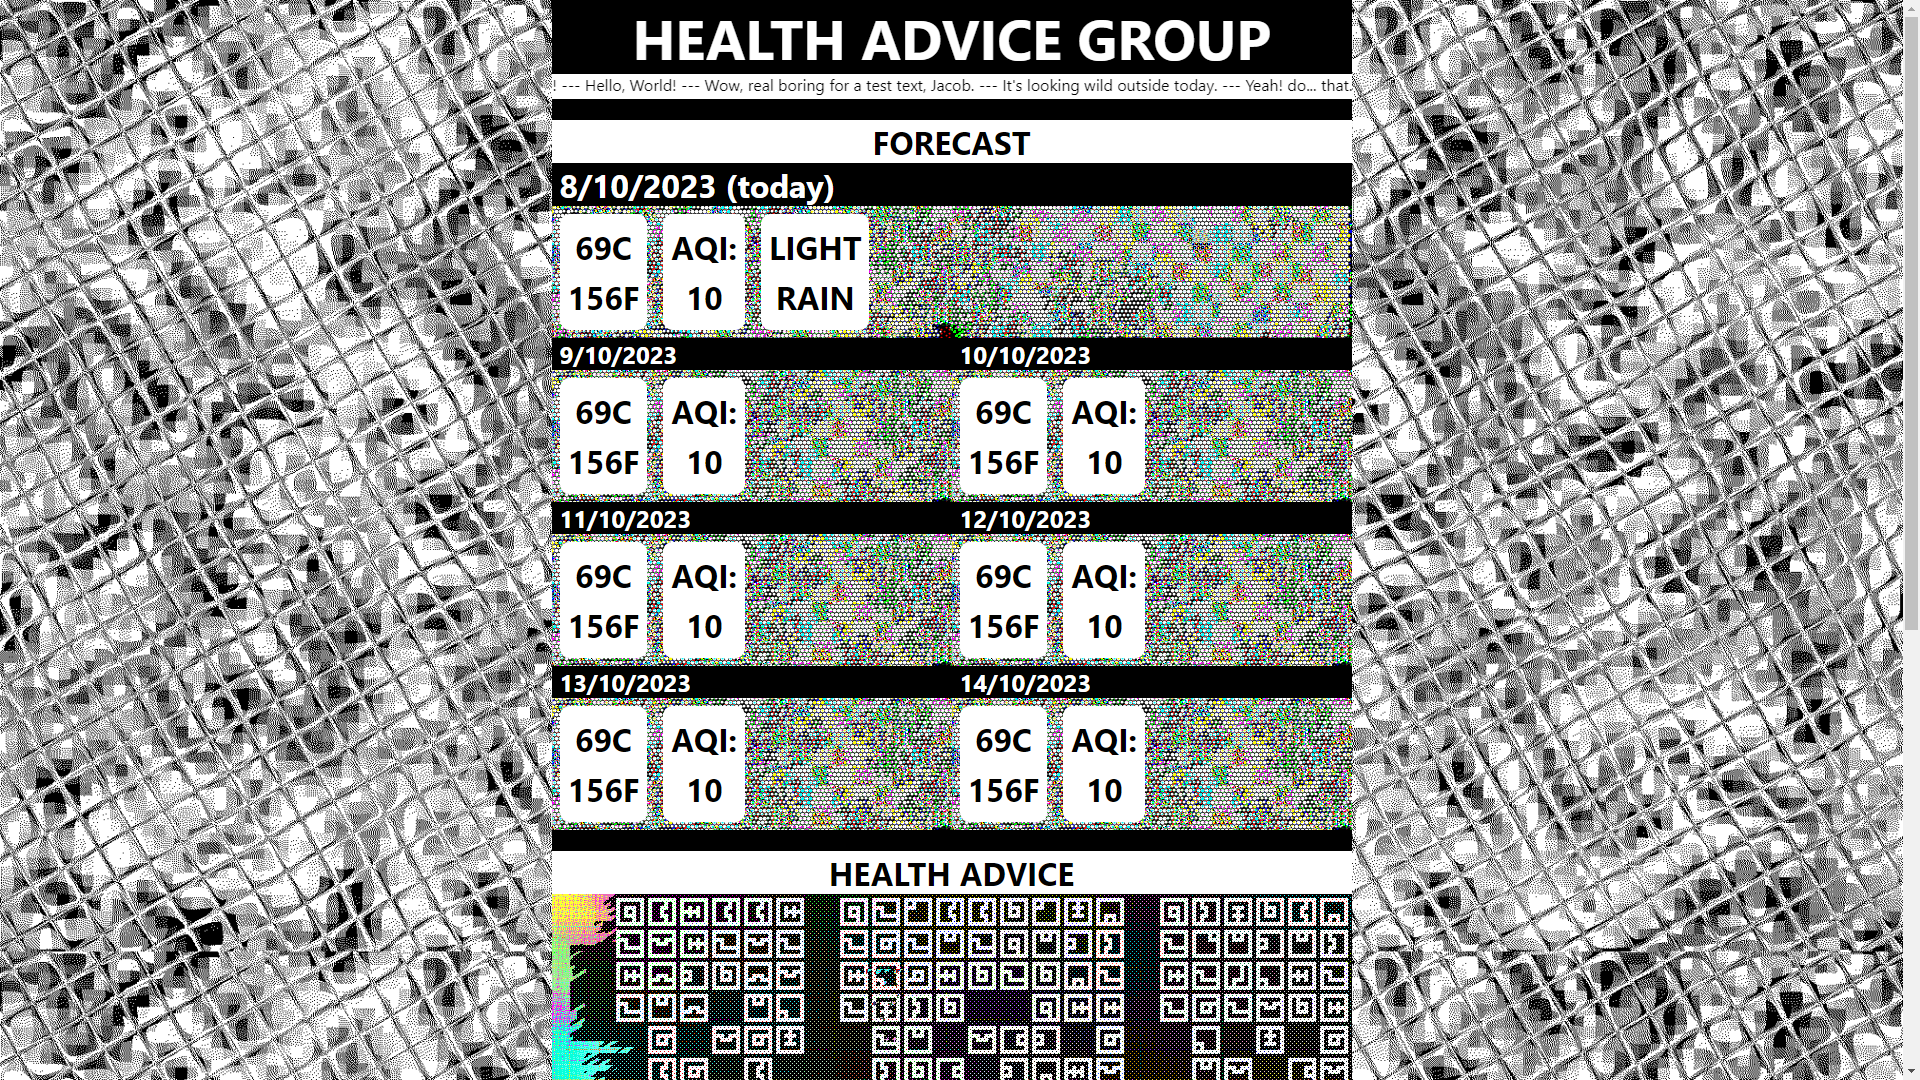 HEALTH ADVICE GROUP
! --- Hello, World! --- Wow, real boring for a test text, Jacob. --- It's looking wild outside today. --- Yeah! do... that.
FORECAST
8/10/2023 (today)
69C
156F
AQI:
10
LIGHT
RAIN
9/10/2023
69C
156F
AQI:
10
10/10/2023
69C
156F
AQI:
10
11/10/2023
69C
156F
AQI:
10
12/10/2023
69C
156F
AQI:
10
13/10/2023
69C
156F
AQI:
10
14/10/2023
69C
156F
AQI:
10
HEALTH ADVICE